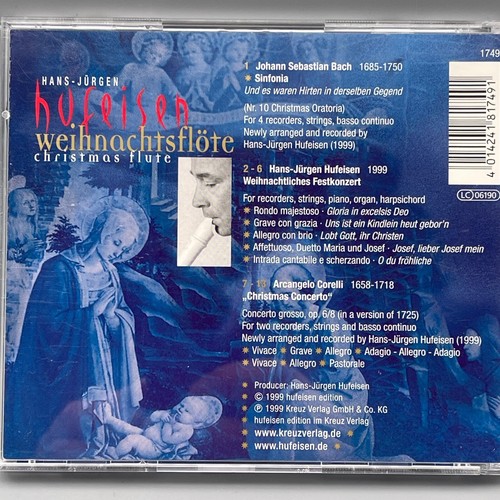 1749
HANS-JÜRGEN
hufeisen
weihnachtsflöte
christmas flute
1 Johann Sebastian Bach 1685-1750
Sinfonia
Und es waren Hirten in derselben Gegend
(Nr. 10 Christmas Oratoria)
For 4 recorders, strings, basso continuo
Newly arranged and recorded by
Hans-Jürgen Hufeisen (1999)
2 - 6 Hans-Jürgen Hufeisen 1999
Weihnachtliches Festkonzert
For recorders, strings, piano, organ, harpsichord
Rondo majestoso · Gloria in excelsis Deo
Grave con grazia · Uns ist ein Kindlein heut gebor'n
Allegro con brio · Lobt Gott, ihr Christen
Affettuoso, Duetto Maria und Josef · Josef, lieber Josef mein
Intrada cantabile e scherzando · O du fröhliche
7 - 13 Arcangelo Corelli 1658-1718
„Christmas Concerto"
Concerto grosso, op. 6/8 (in a version of 1725)
For two recorders, strings and basso continuo
Newly arranged and recorded by Hans-Jürgen Hufeisen (1999)
Vivace Grave Allegro Adagio - Allegro - Adagio
Vivace Allegro Pastorale
Producer: Hans-Jürgen Hufeisen
© 1999 hufeisen edition
℗ 1999 Kreuz Verlag GmbH & Co. KG
hufeisen edition im Kreuz Verlag
www.kreuzverlag.de
www.hufeisen.de
4 014241 817491
LC 06190